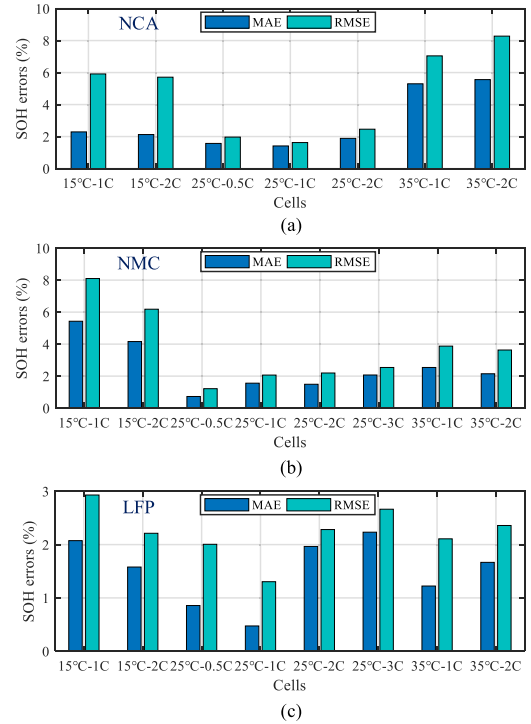 NCA
MAE RMSE
SOH errors (%)
10
8
6
4
2
0
15℃-1C 15℃-2C 25℃-0.5C 25℃-1C 25℃-2C 35℃-1C 35℃-2C
Cells
(a)
NMC
MAE RMSE
SOH errors (%)
10
8
6
4
2
0
15℃-1C 15℃-2C 25℃-0.5C 25℃-1C 25℃-2C 25℃-3C 35℃-1C 35℃-2C
Cells
(b)
LFP
MAE RMSE
SOH errors (%)
3
2
1
0
15℃-1C 15℃-2C 25℃-0.5C 25℃-1C 25℃-2C 25℃-3C 35℃-1C 35℃-2C
Cells
(c)